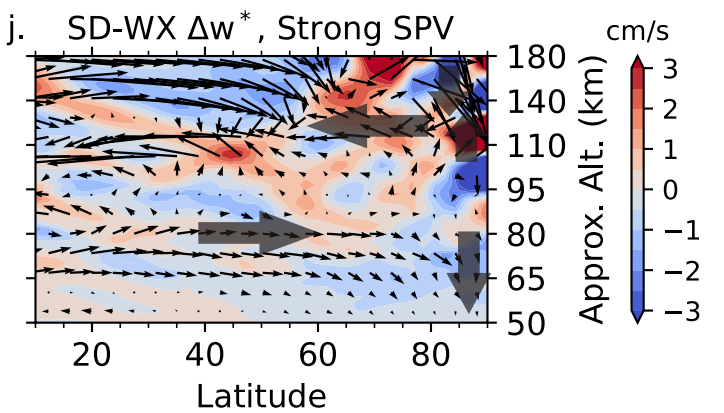 j. SD-WX Δw*, Strong SPV
cm/s
180
140
110
95
80
65
50
Approx. Alt. (km)
3
2
1
0
−1
−2
−3
20 40 60 80
Latitude